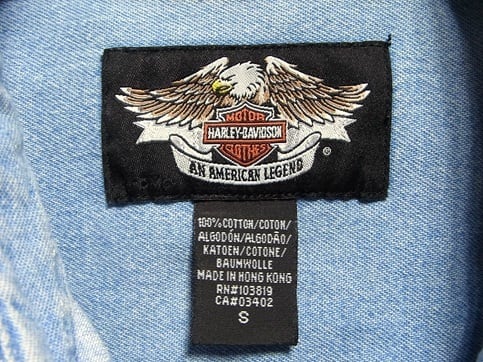 MOTOR
HARLEY-DAVIDSON
CLOTHES
®
AN AMERICAN LEGEND
100% COTTON/COTON/
ALGODÓN/ALGODÃO/
KATOEN/COTONE/
BAUMWOLLE
MADE IN HONG KONG
RN#103819
CA#03402
S